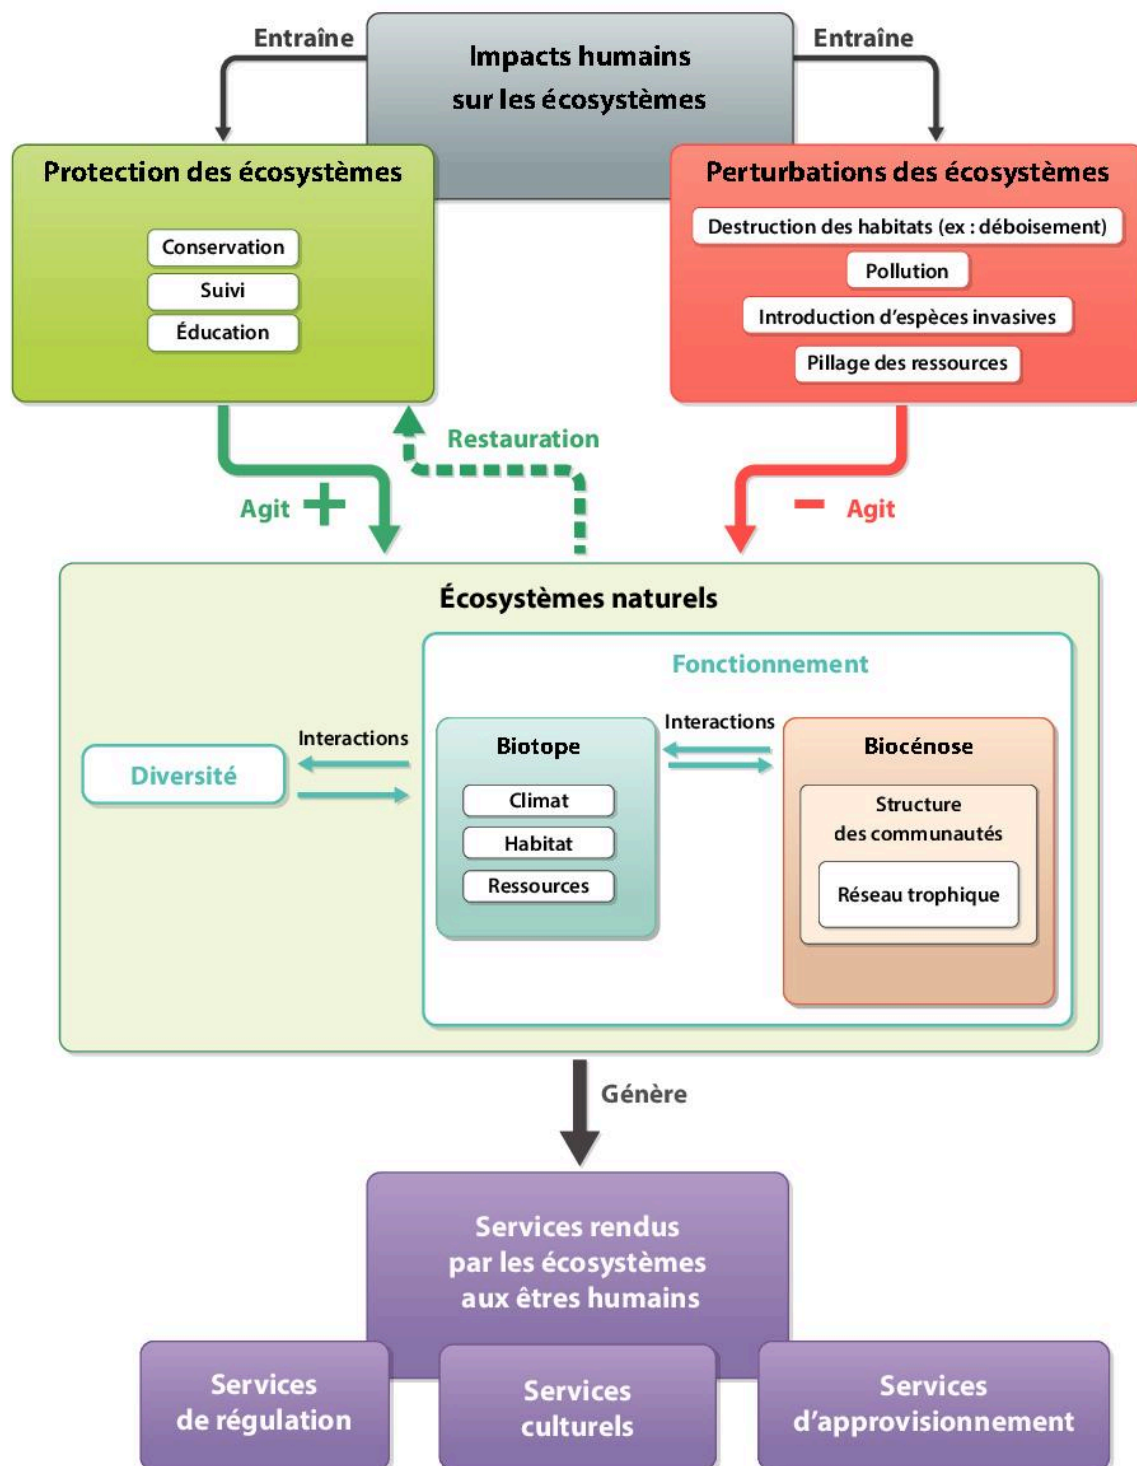 Entraîne
Impacts humains
sur les écosystèmes
Entraîne
Protection des écosystèmes
Conservation
Suivi
Éducation
Perturbations des écosystèmes
Destruction des habitats (ex : déboisement)
Pollution
Introduction d’espèces invasives
Pillage des ressources
Restauration
Agit +
– Agit
Écosystèmes naturels
Fonctionnement
Interactions
Diversité
Biotope
Climat
Habitat
Ressources
Interactions
Biocénose
Structure
des communautés
Réseau trophique
Génère
Services rendus
par les écosystèmes
aux êtres humains
Services
de régulation
Services
culturels
Services
d’approvisionnement